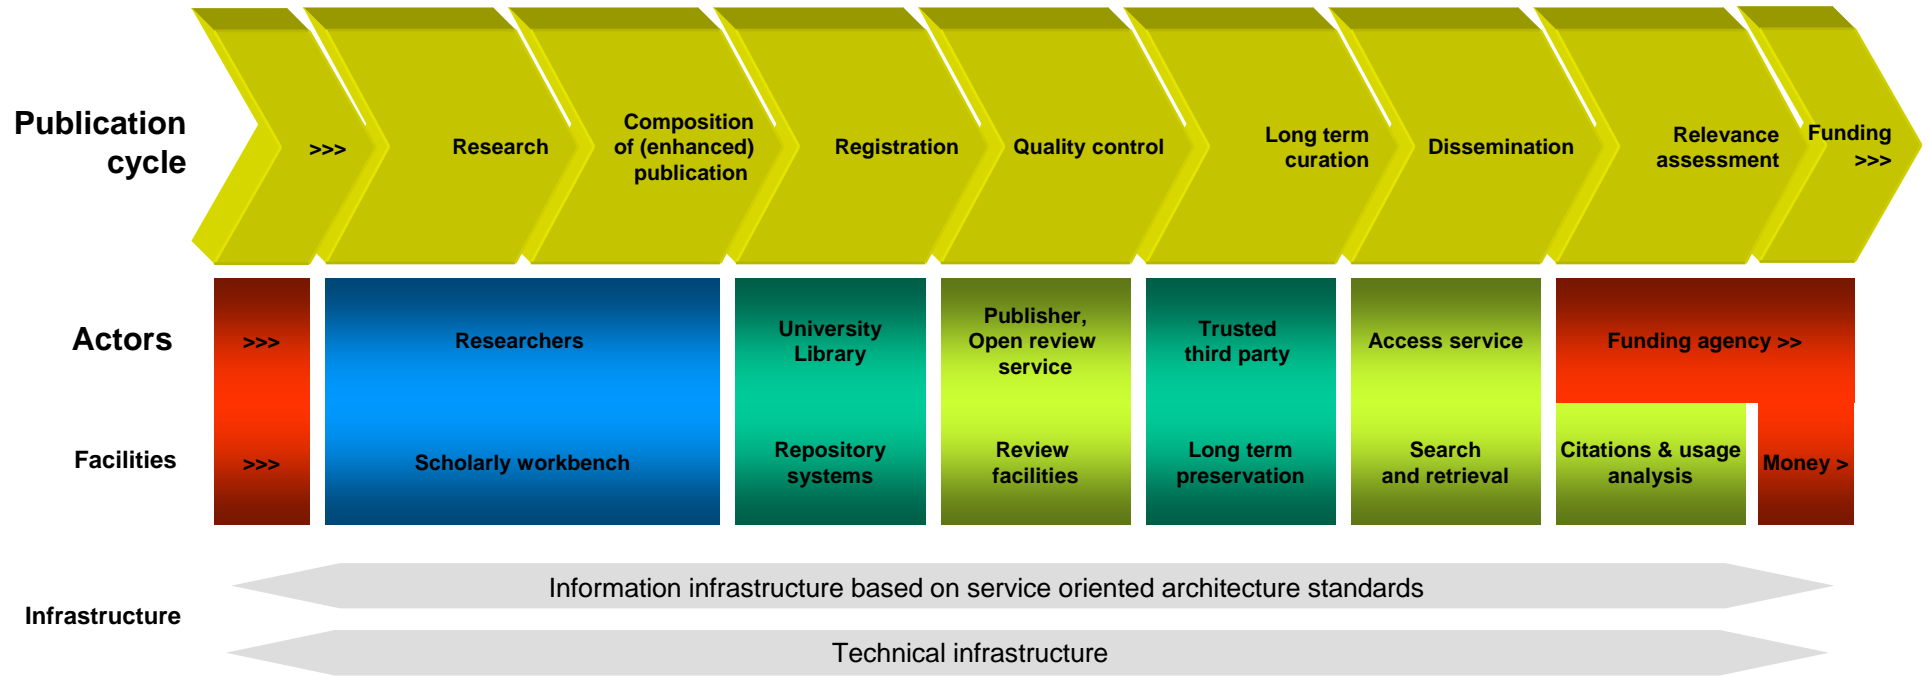 Publication
cycle
>>>
Research
Composition
of (enhanced)
publication
Registration
Quality control
Long term
curation
Dissemination
Relevance
assessment
Funding
>>>
Actors
>>>
Researchers
University
Library
Publisher,
Open review
service
Trusted
third party
Access service
Funding agency >>
Facilities
>>>
Scholarly workbench
Repository
systems
Review
facilities
Long term
preservation
Search
and retrieval
Citations & usage
analysis
Money >
Infrastructure
Information infrastructure based on service oriented architecture standards
Technical infrastructure